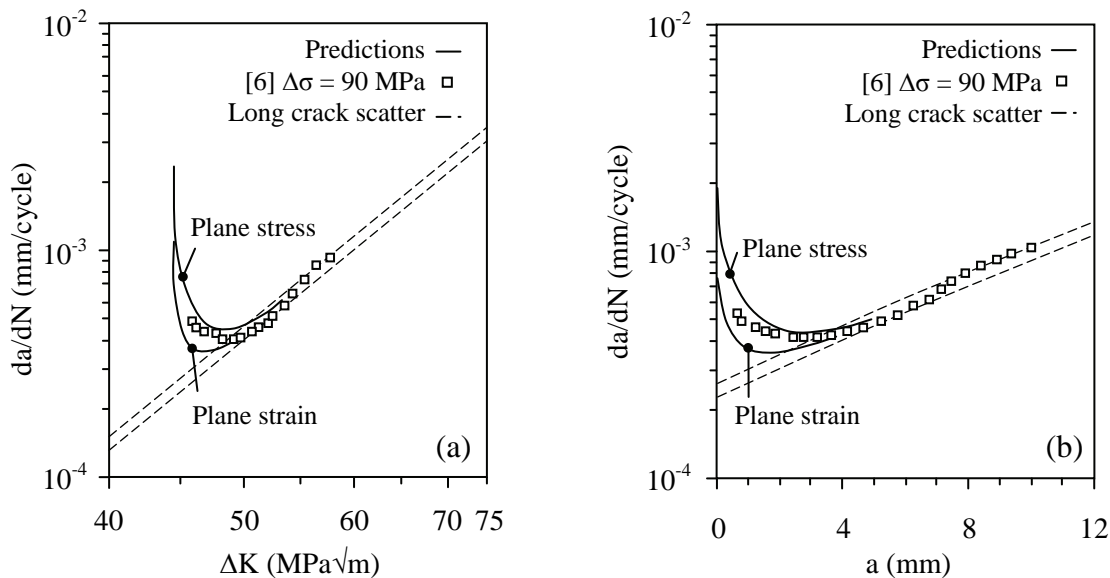 10⁻²
Predictions
[6] Δσ = 90 MPa
Long crack scatter
da/dN (mm/cycle)
10⁻³
Plane stress
Plane strain
(a)
10⁻⁴
40 50 60 70 75
ΔK (MPa√m)
10⁻²
Predictions
[6] Δσ = 90 MPa
Long crack scatter
da/dN (mm/cycle)
10⁻³
Plane stress
Plane strain
(b)
10⁻⁴
0 4 8 12
a (mm)